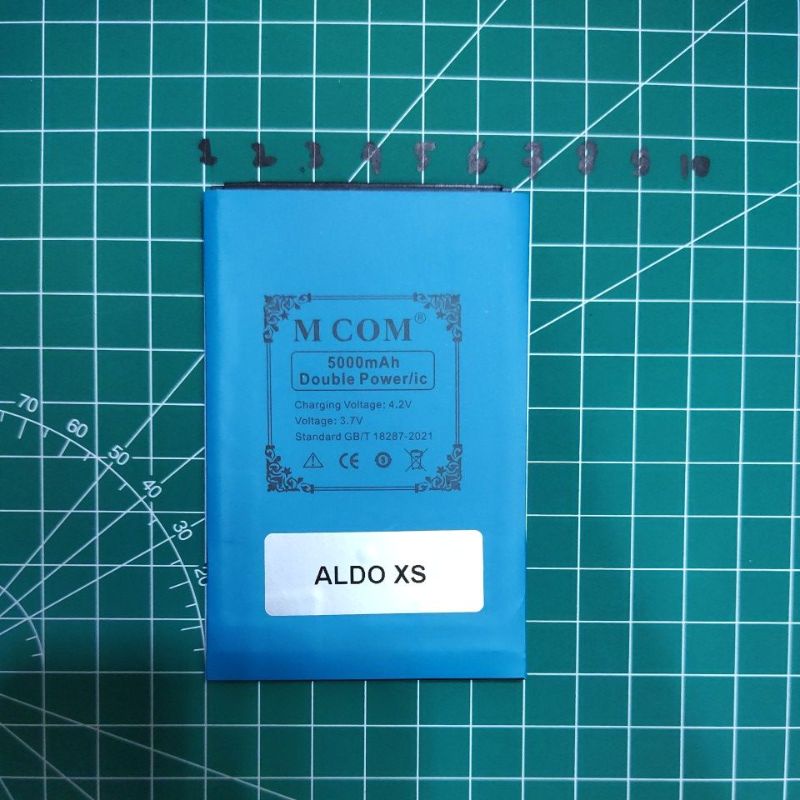 1 2 3 4 5 6 7 8 9 10
M COM®
5000mAh
Double Power/ic
Charging Voltage: 4.2V
Voltage: 3.7V
Standard GB/T 18287-2021
CE
ALDO XS
70
60
50
40
30
20